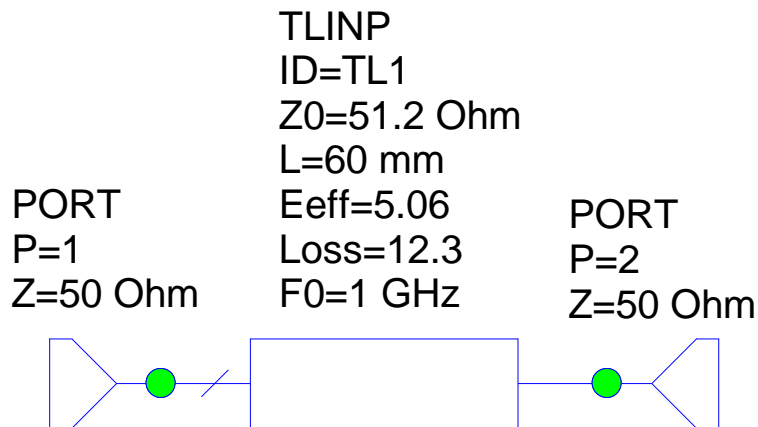 TLINP
ID=TL1
Z0=51.2 Ohm
L=60 mm
Eeff=5.06
Loss=12.3
F0=1 GHz
PORT
P=1
Z=50 Ohm
PORT
P=2
Z=50 Ohm